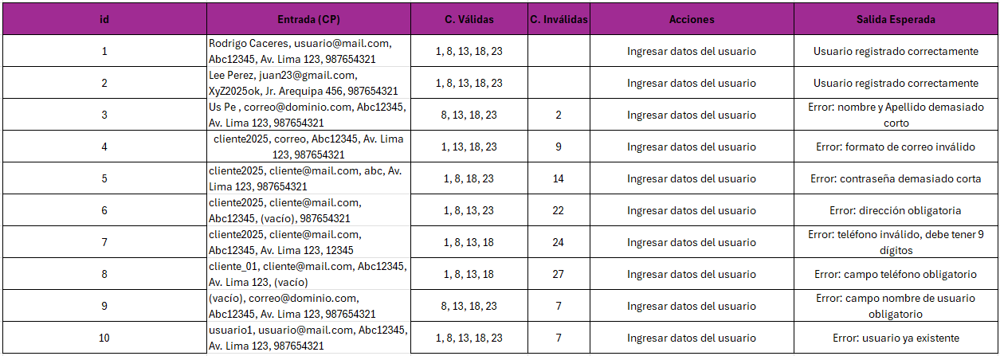 id Entrada (CP) C. Válidas C. Inválidas Acciones Salida Esperada
1 Rodrigo Caceres, usuario@mail.com, Abc12345, Av. Lima 123, 987654321 1, 8, 13, 18, 23 Ingresar datos del usuario Usuario registrado correctamente
2 Lee Perez, juan23@gmail.com, XyZ2025ok, Jr. Arequipa 456, 987654321 1, 8, 13, 18, 23 Ingresar datos del usuario Usuario registrado correctamente
3 Us Pe , correo@dominio.com, Abc12345, Av. Lima 123, 987654321 8, 13, 18, 23 2 Ingresar datos del usuario Error: nombre y Apellido demasiado corto
4 cliente2025, correo, Abc12345, Av. Lima 123, 987654321 1, 13, 18, 23 9 Ingresar datos del usuario Error: formato de correo inválido
5 cliente2025, cliente@mail.com, abc, Av. Lima 123, 987654321 1, 8, 18, 23 14 Ingresar datos del usuario Error: contraseña demasiado corta
6 cliente2025, cliente@mail.com, Abc12345, (vacío), 987654321 1, 8, 13, 23 22 Ingresar datos del usuario Error: dirección obligatoria
7 cliente2025, cliente@mail.com, Abc12345, Av. Lima 123, 12345 1, 8, 13, 18 24 Ingresar datos del usuario Error: teléfono inválido, debe tener 9 dígitos
8 cliente_01, cliente@mail.com, Abc12345, Av. Lima 123, (vacío) 1, 8, 13, 18 27 Ingresar datos del usuario Error: campo teléfono obligatorio
9 (vacío), correo@dominio.com, Abc12345, Av. Lima 123, 987654321 8, 13, 18, 23 7 Ingresar datos del usuario Error: campo nombre de usuario obligatorio
10 usuario1, usuario@mail.com, Abc12345, Av. Lima 123, 987654321 1, 8, 13, 18, 23 7 Ingresar datos del usuario Error: usuario ya existente